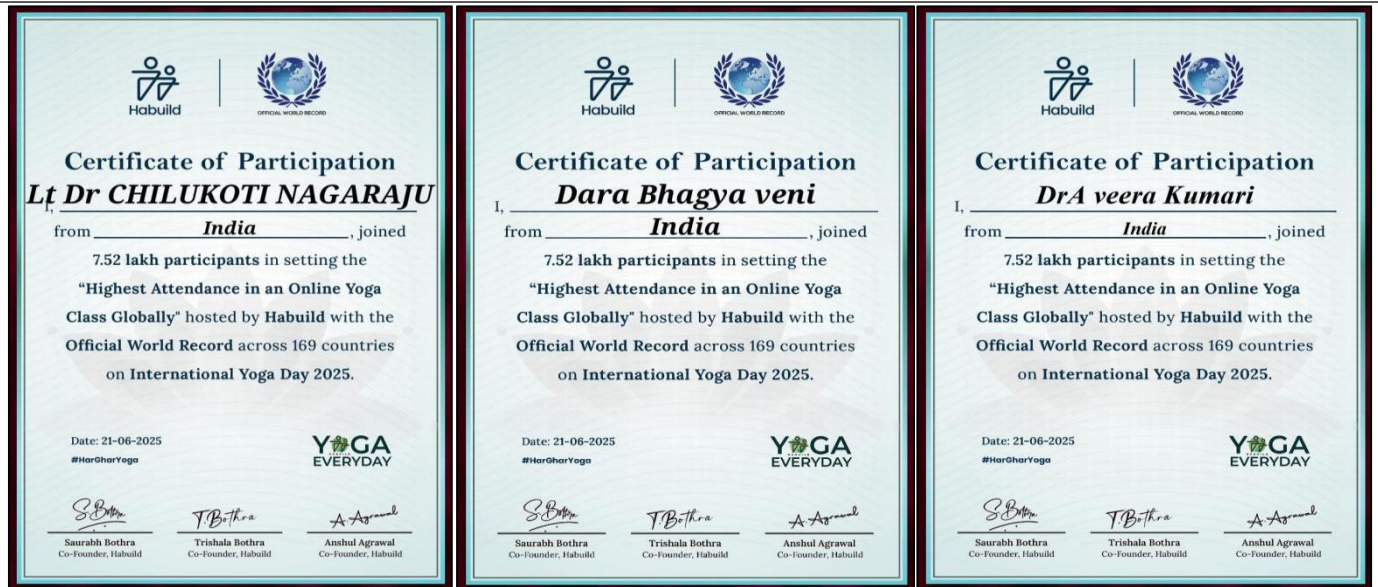 Habuild
OFFICIAL WORLD RECORD
Certificate of Participation
I, Lt Dr CHILUKOTI NAGARAJU
from India, joined
7.52 lakh participants in setting the
“Highest Attendance in an Online Yoga
Class Globally" hosted by Habuild with the
Official World Record across 169 countries
on International Yoga Day 2025.
Date: 21-06-2025
#HarGharYoga
YOGA
EVERYDAY
S.Bothra
T.Bothra
A.Agrawal
Saurabh Bothra
Co-Founder, Habuild
Trishala Bothra
Co-Founder, Habuild
Anshul Agrawal
Co-Founder, Habuild
Habuild
OFFICIAL WORLD RECORD
Certificate of Participation
I, Dara Bhagya veni
from India, joined
7.52 lakh participants in setting the
“Highest Attendance in an Online Yoga
Class Globally" hosted by Habuild with the
Official World Record across 169 countries
on International Yoga Day 2025.
Date: 21-06-2025
#HarGharYoga
YOGA
EVERYDAY
S.Bothra
T.Bothra
A.Agrawal
Saurabh Bothra
Co-Founder, Habuild
Trishala Bothra
Co-Founder, Habuild
Anshul Agrawal
Co-Founder, Habuild
Habuild
OFFICIAL WORLD RECORD
Certificate of Participation
I, DrA veera Kumari
from India, joined
7.52 lakh participants in setting the
“Highest Attendance in an Online Yoga
Class Globally" hosted by Habuild with the
Official World Record across 169 countries
on International Yoga Day 2025.
Date: 21-06-2025
#HarGharYoga
YOGA
EVERYDAY
S.Bothra
T.Bothra
A.Agrawal
Saurabh Bothra
Co-Founder, Habuild
Trishala Bothra
Co-Founder, Habuild
Anshul Agrawal
Co-Founder, Habuild